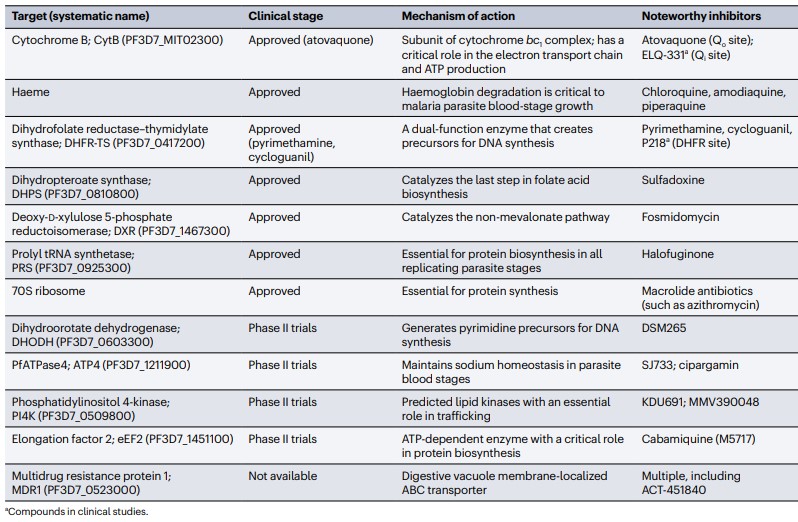 Target (systematic name) Clinical stage Mechanism of action Noteworthy inhibitors
Cytochrome B; CytB (PF3D7_MIT02300) Approved (atovaquone) Subunit of cytochrome bc₁ complex; has a Atovaquone (Qₒ site);
critical role in the electron transport chain ELQ-331ᵃ (Qᵢ site)
and ATP production
Haeme Approved Haemoglobin degradation is critical to Chloroquine, amodiaquine,
malaria parasite blood-stage growth piperaquine
Dihydrofolate reductase–thymidylate Approved A dual-function enzyme that creates Pyrimethamine, cycloguanil,
synthase; DHFR-TS (PF3D7_0417200) (pyrimethamine, precursors for DNA synthesis P218ᵃ (DHFR site)
cycloguanil)
Dihydropteroate synthase; Approved Catalyzes the last step in folate acid Sulfadoxine
DHPS (PF3D7_0810800) biosynthesis
Deoxy-D-xylulose 5-phosphate Approved Catalyzes the non-mevalonate pathway Fosmidomycin
reductoisomerase; DXR (PF3D7_1467300)
Prolyl tRNA synthetase; Approved Essential for protein biosynthesis in all Halofuginone
PRS (PF3D7_0925300) replicating parasite stages
70S ribosome Approved Essential for protein synthesis Macrolide antibiotics
(such as azithromycin)
Dihydroorotate dehydrogenase; Phase II trials Generates pyrimidine precursors for DNA DSM265
DHODH (PF3D7_0603300) synthesis
PfATPase4; ATP4 (PF3D7_1211900) Phase II trials Maintains sodium homeostasis in parasite SJ733; cipargamin
blood stages
Phosphatidylinositol 4-kinase; Phase II trials Predicted lipid kinases with an essential KDU691; MMV390048
PI4K (PF3D7_0509800) role in trafficking
Elongation factor 2; eEF2 (PF3D7_1451100) Phase II trials ATP-dependent enzyme with a critical role Cabamiquine (M5717)
in protein biosynthesis
Multidrug resistance protein 1; Not available Digestive vacuole membrane-localized Multiple, including
MDR1 (PF3D7_0523000) ABC transporter ACT-451840
ᵃCompounds in clinical studies.